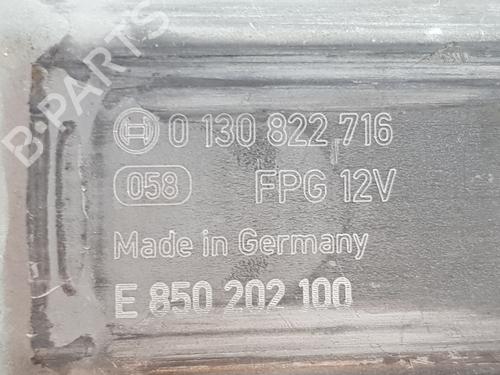 B-PARTS
0 130 822 716
058 FPG 12V
Made in Germany
E 850 202 100